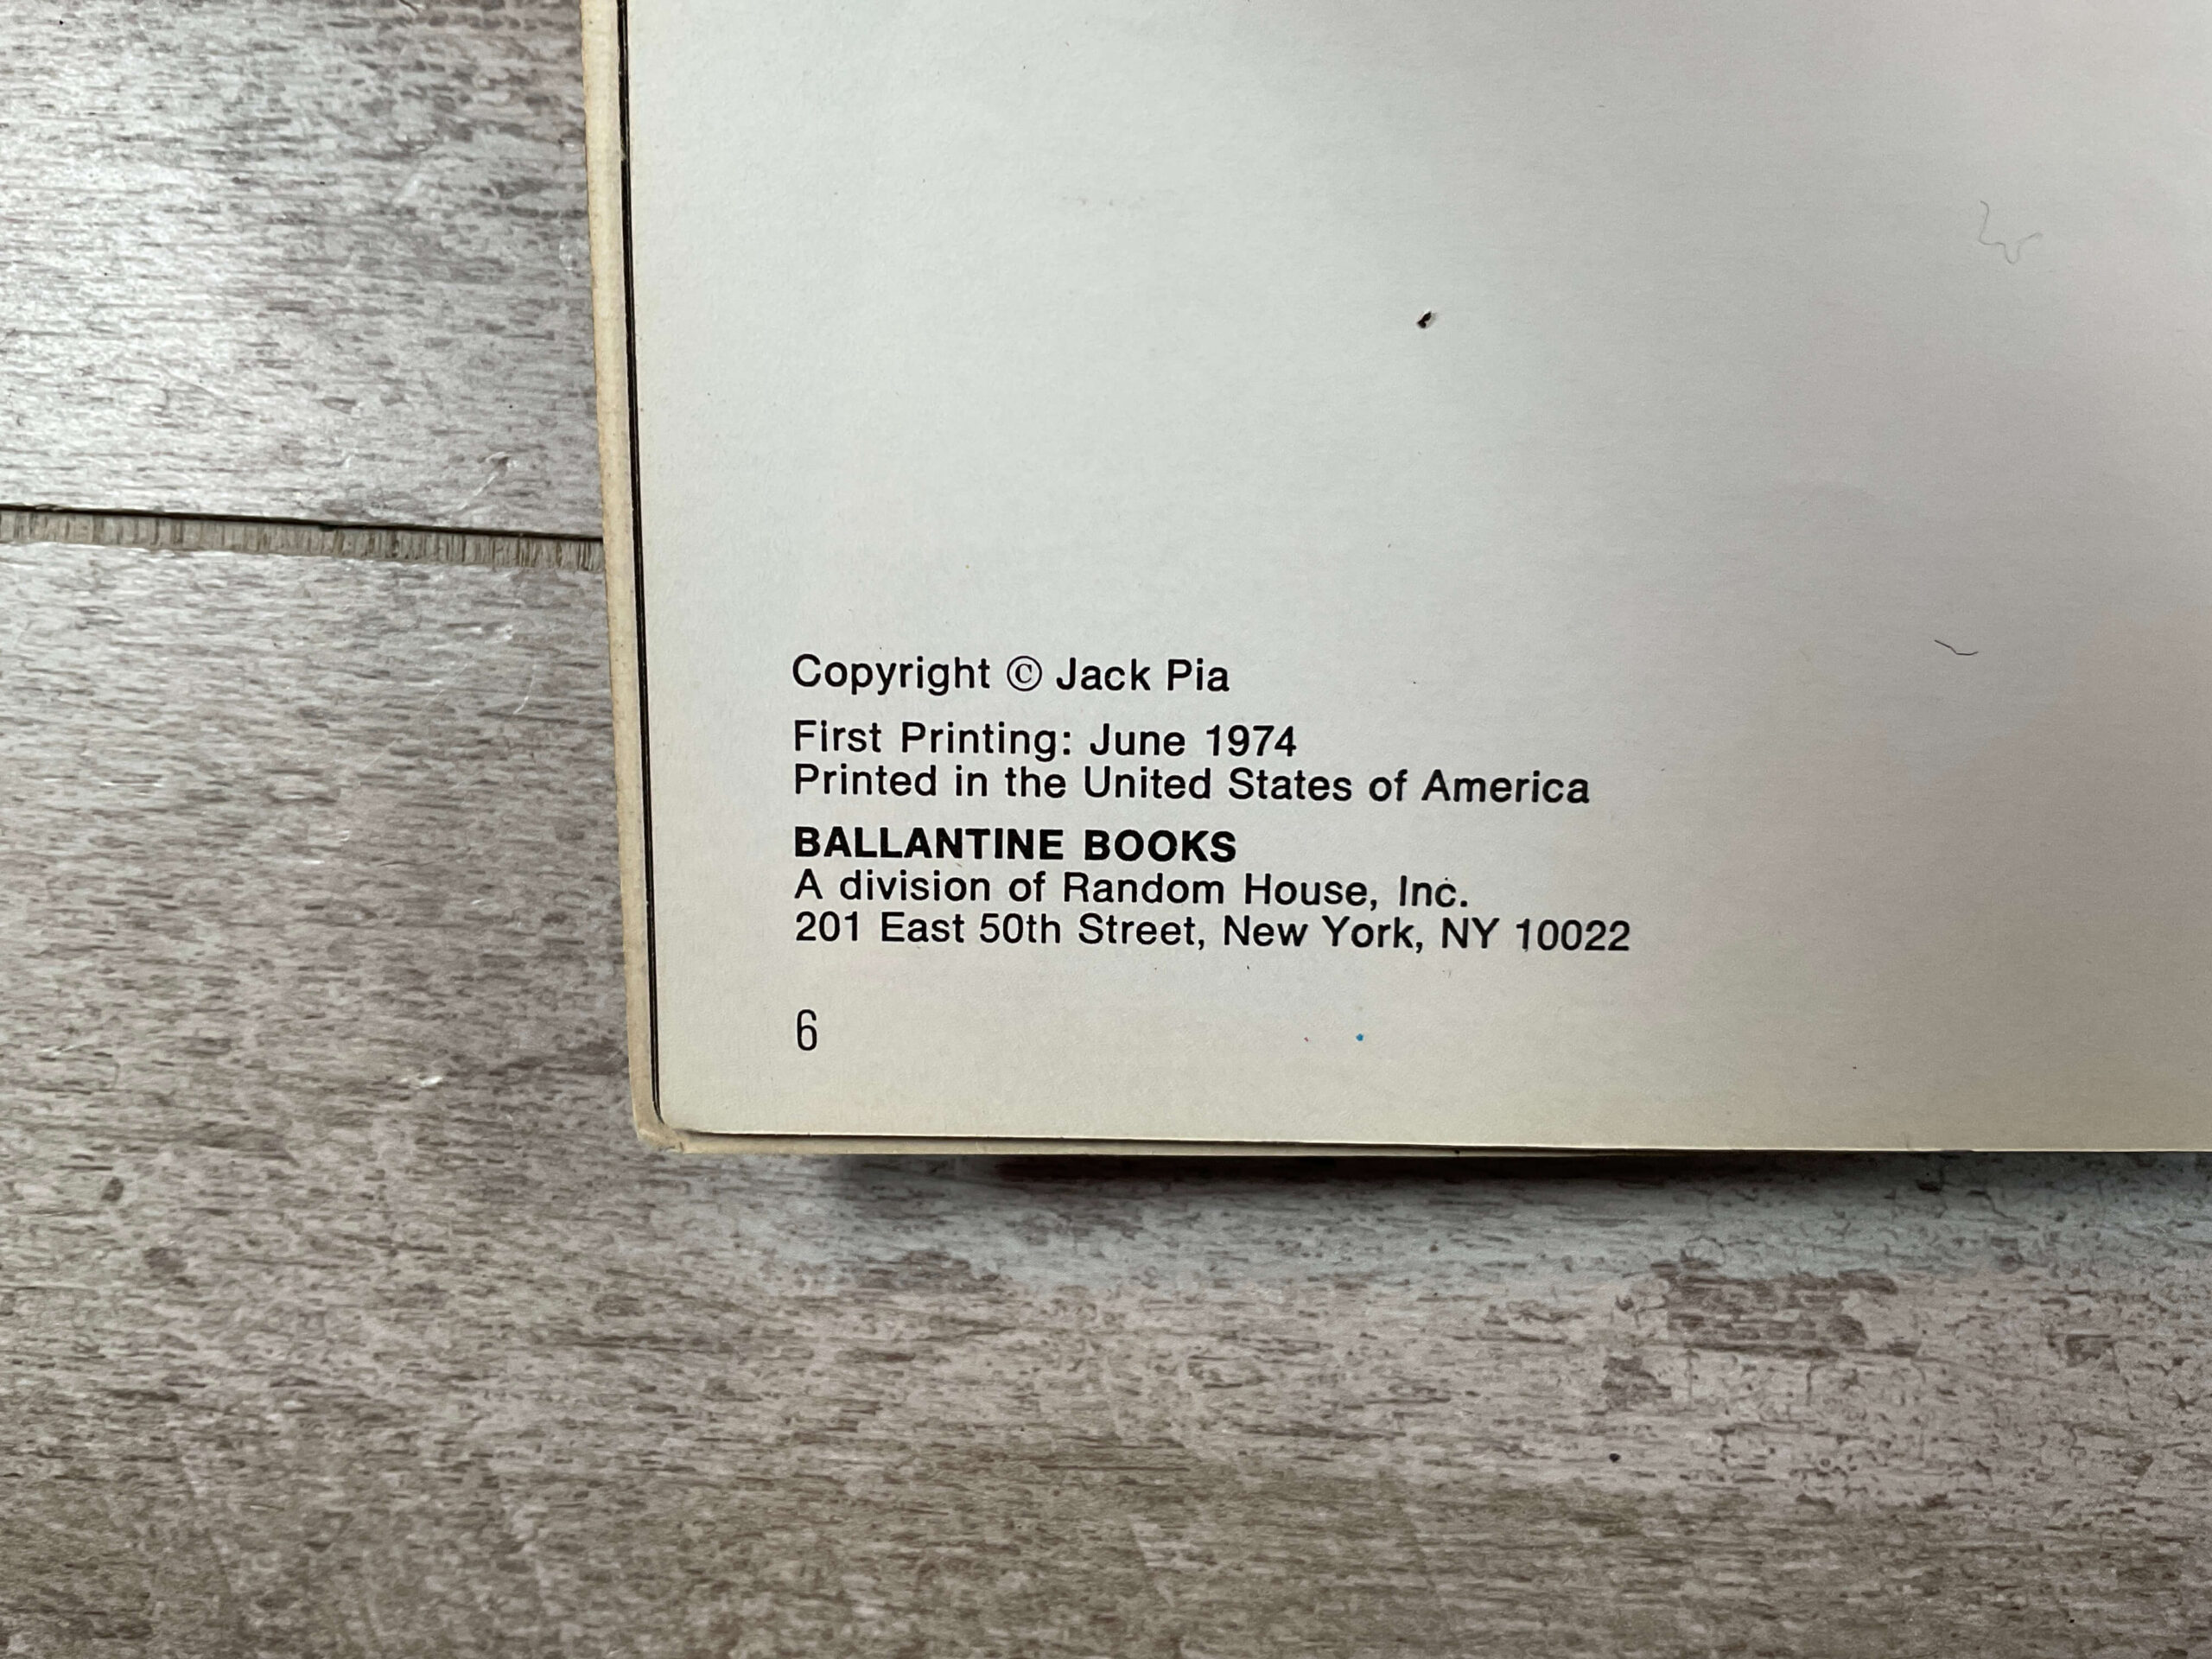 Copyright © Jack Pia
First Printing: June 1974
Printed in the United States of America
BALLANTINE BOOKS
A division of Random House, Inc.
201 East 50th Street, New York, NY 10022
6